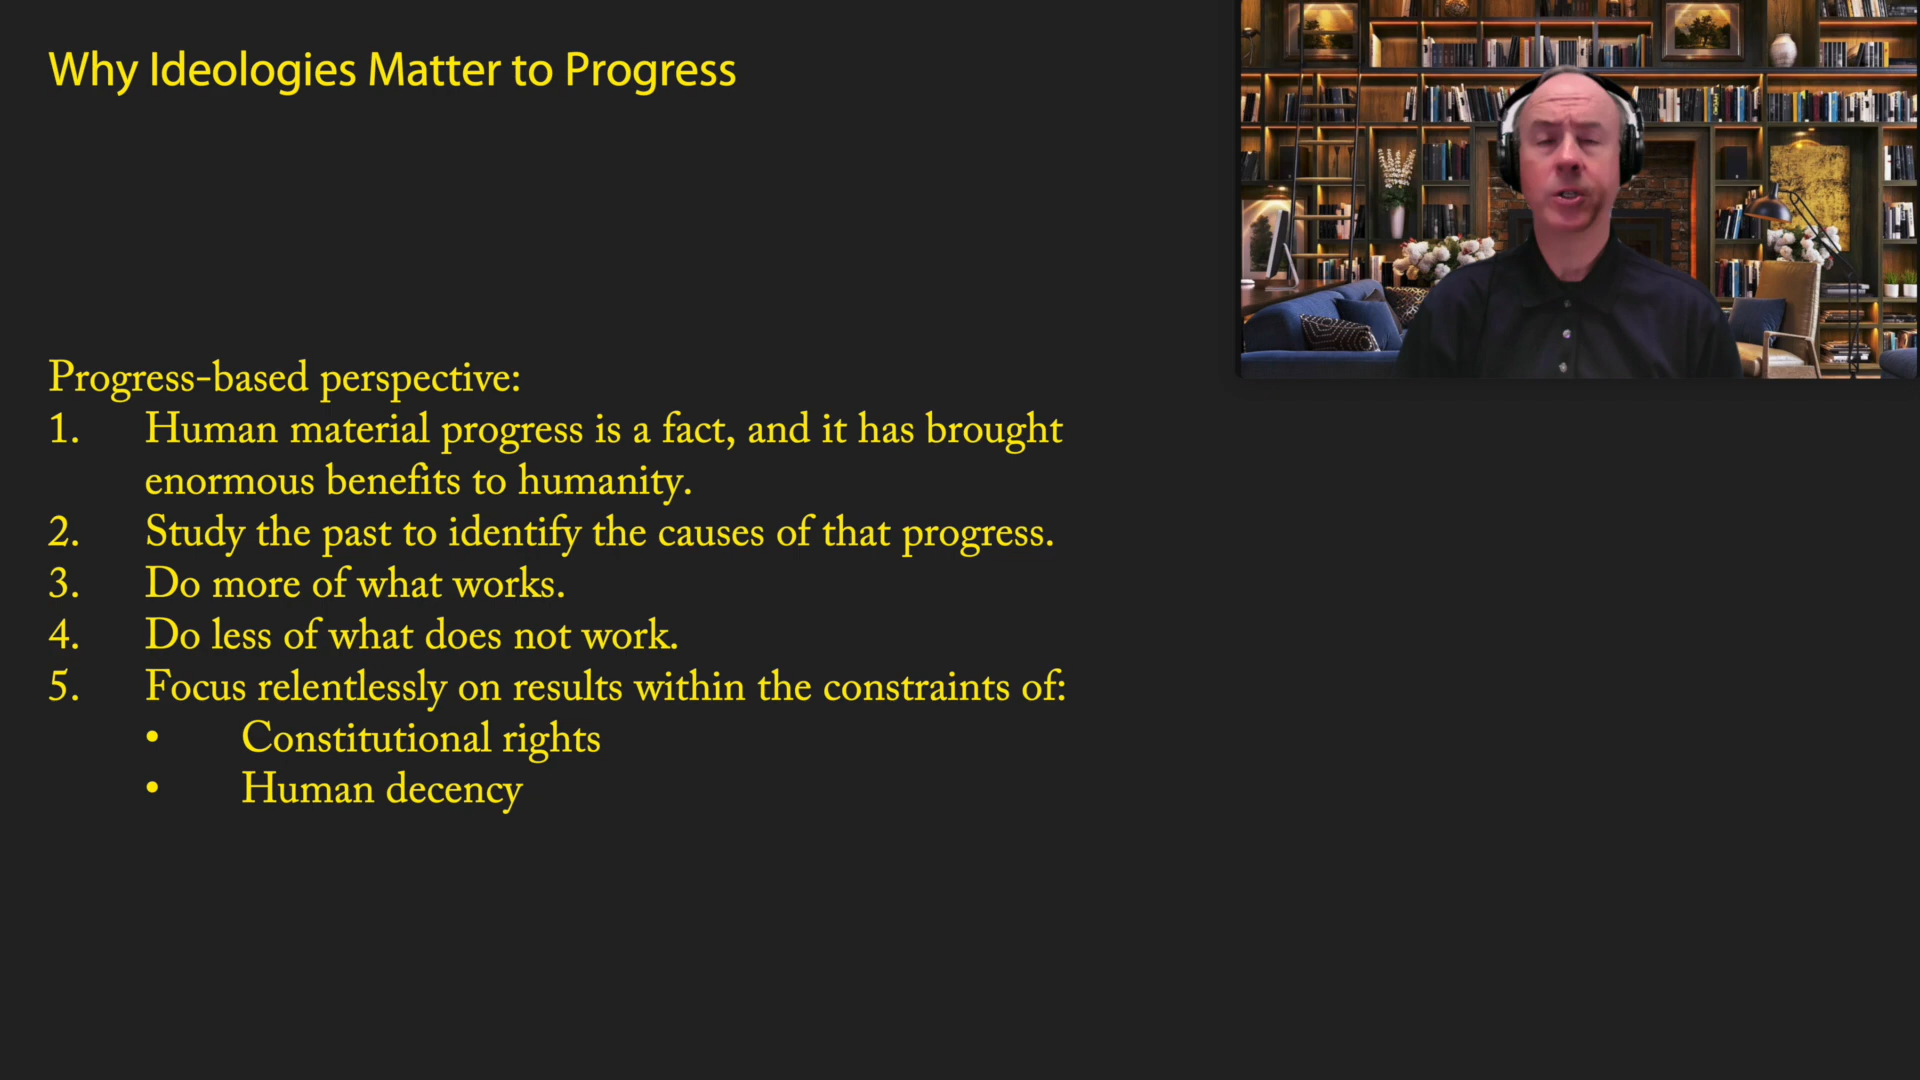 Why Ideologies Matter to Progress
Progress-based perspective:
1. Human material progress is a fact, and it has brought
enormous benefits to humanity.
2. Study the past to identify the causes of that progress.
3. Do more of what works.
4. Do less of what does not work.
5. Focus relentlessly on results within the constraints of:
• Constitutional rights
• Human decency